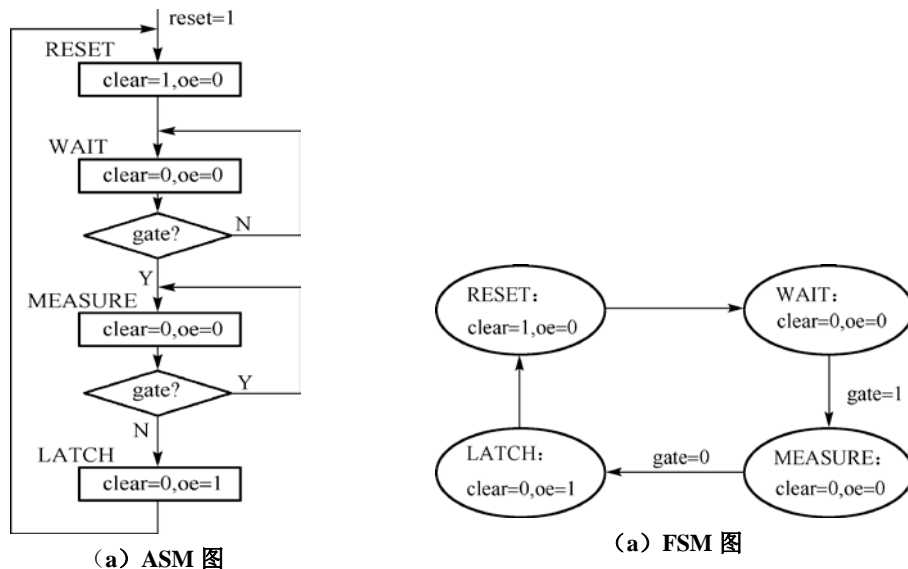 reset=1
RESET
clear=1,oe=0
WAIT
clear=0,oe=0
gate?
N
Y
MEASURE
clear=0,oe=0
gate?
Y
N
LATCH
clear=0,oe=1
（a）ASM 图
RESET：
clear=1,oe=0
WAIT：
clear=0,oe=0
gate=1
LATCH：
clear=0,oe=1
gate=0
MEASURE：
clear=0,oe=0
（a）FSM 图